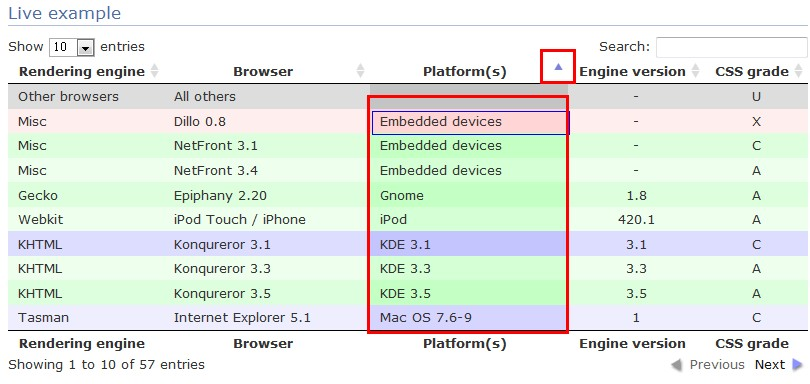 Live example
Show 10 entries Search:
Rendering engine Browser Platform(s) Engine version CSS grade
Other browsers All others - U
Misc Dillo 0.8 Embedded devices - X
Misc NetFront 3.1 Embedded devices - C
Misc NetFront 3.4 Embedded devices - A
Gecko Epiphany 2.20 Gnome 1.8 A
Webkit iPod Touch / iPhone iPod 420.1 A
KHTML Konqureror 3.1 KDE 3.1 3.1 C
KHTML Konqureror 3.3 KDE 3.3 3.3 A
KHTML Konqureror 3.5 KDE 3.5 3.5 A
Tasman Internet Explorer 5.1 Mac OS 7.6-9 1 C
Rendering engine Browser Platform(s) Engine version CSS grade
Showing 1 to 10 of 57 entries Previous Next